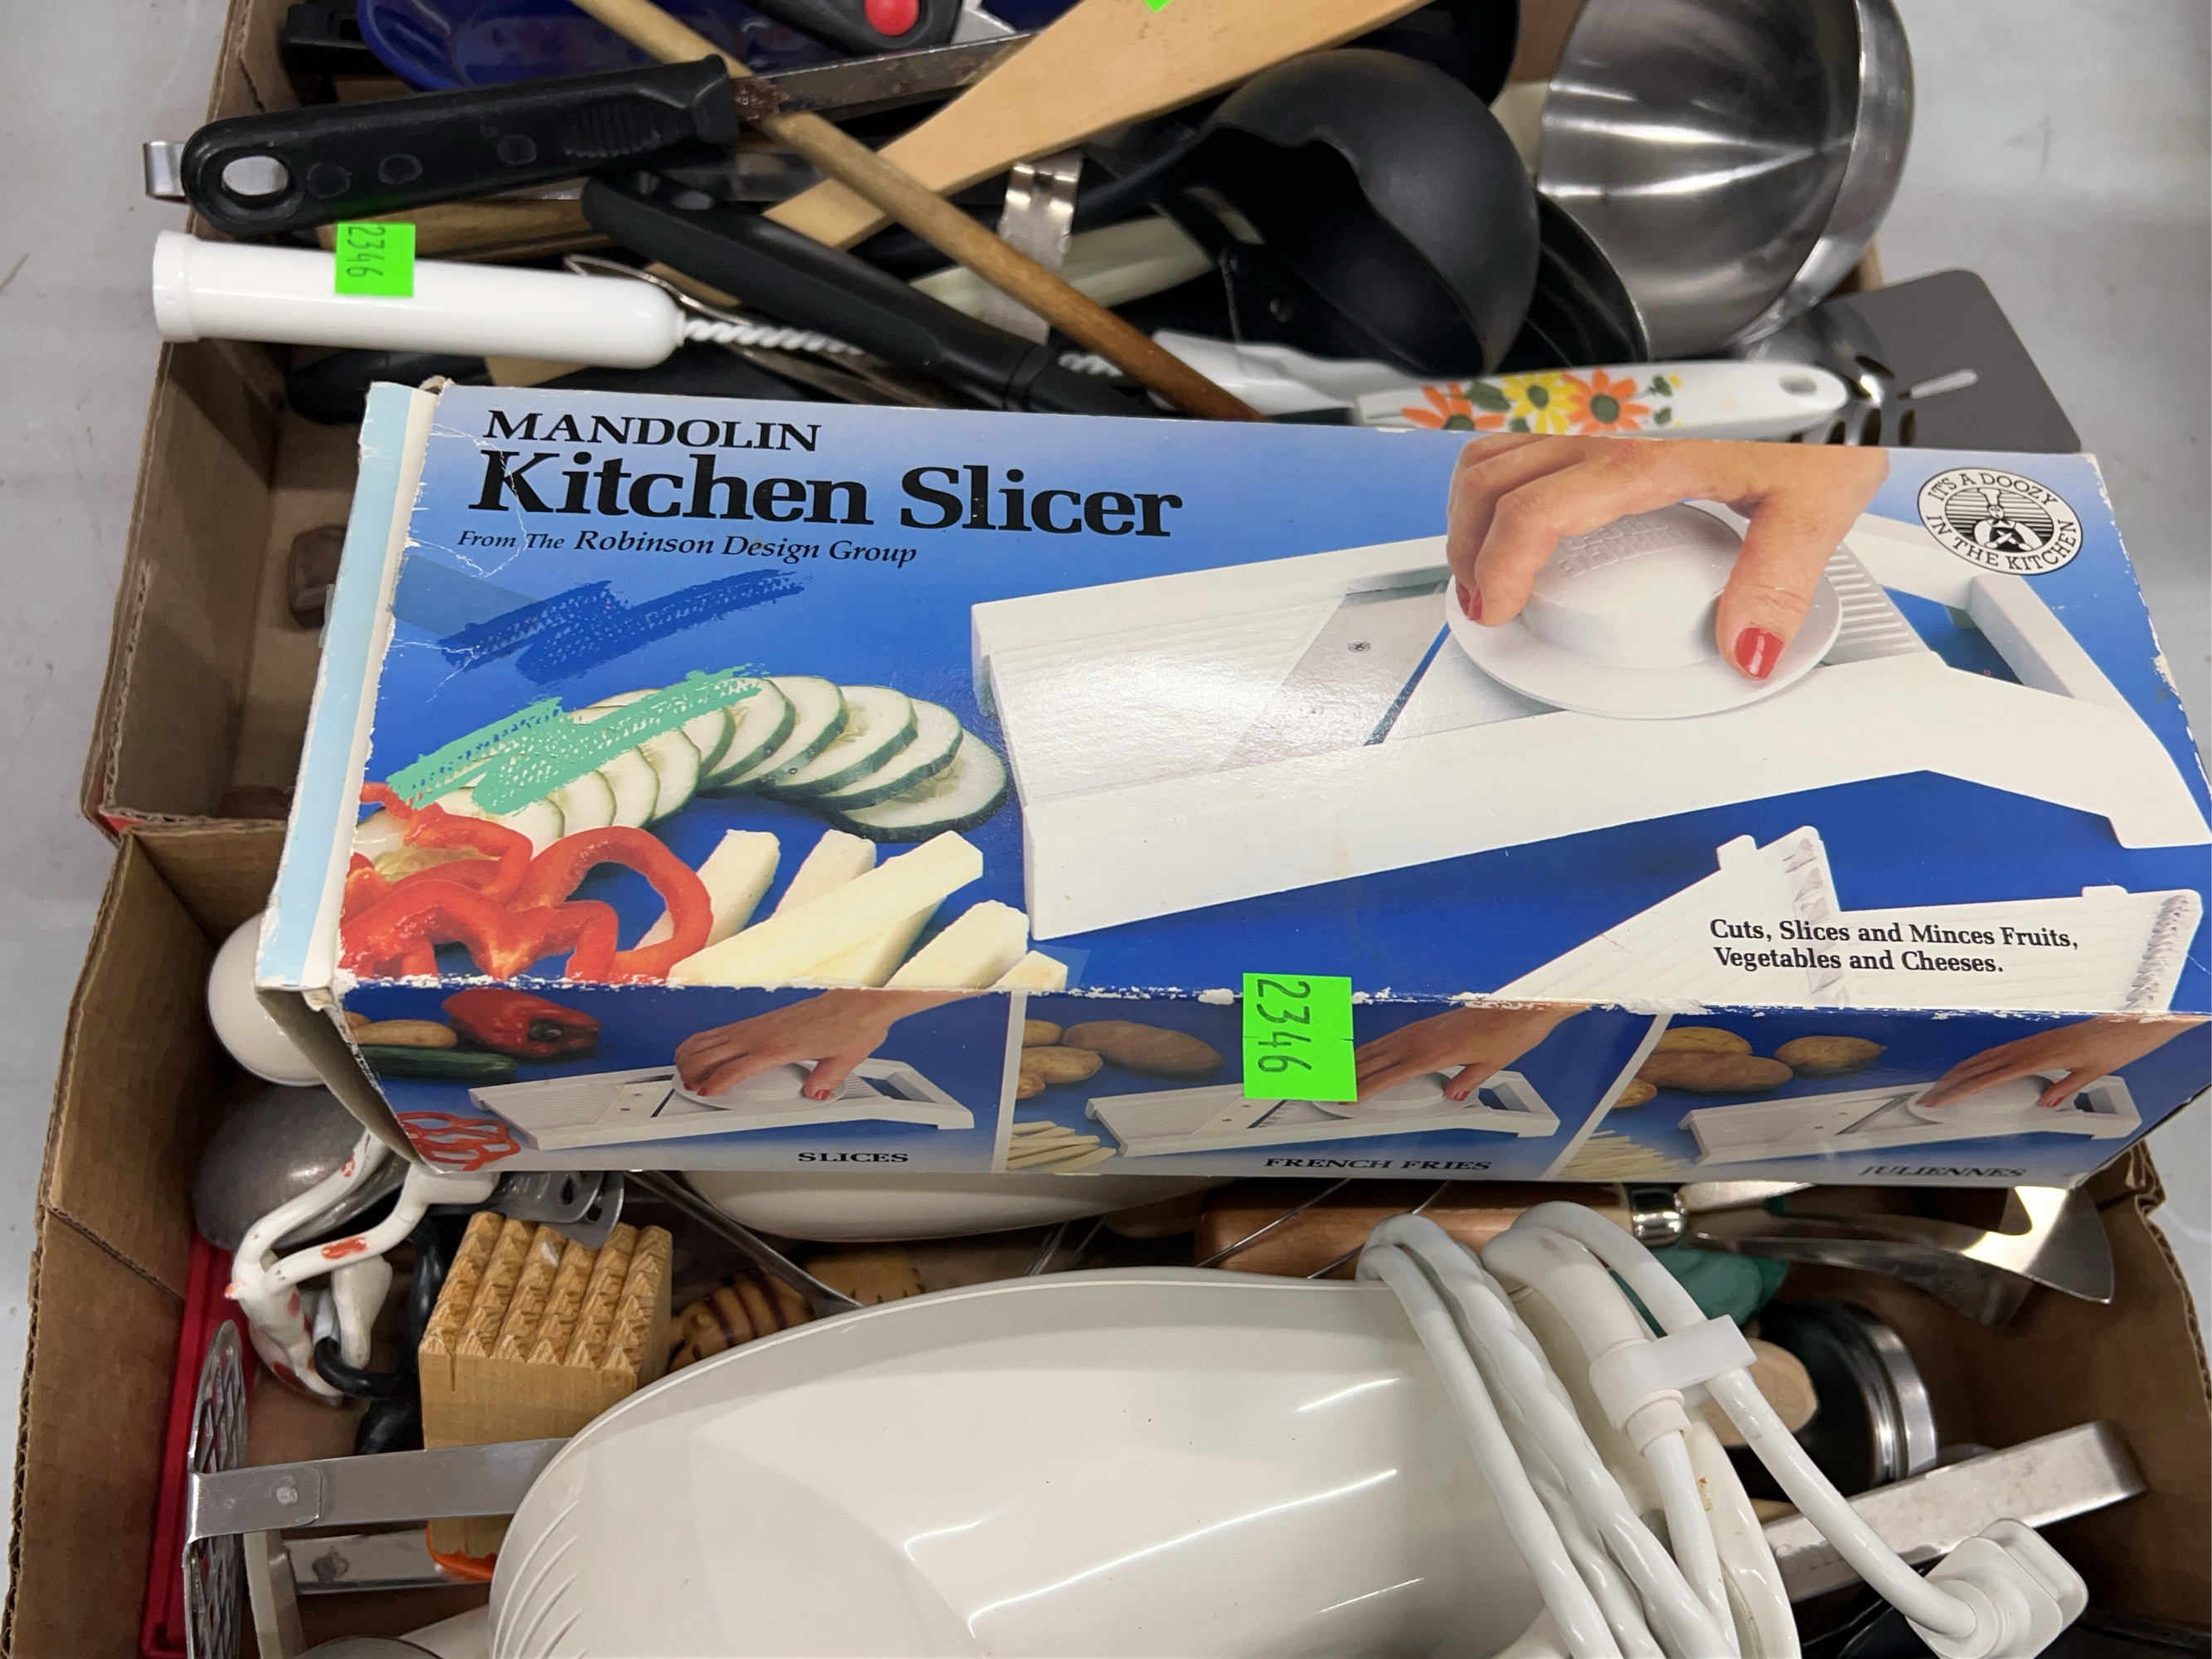 2346
MANDOLIN
Kitchen Slicer
From The Robinson Design Group
IT'S A DOOZY
IN THE KITCHEN
Cuts, Slices and Minces Fruits,
Vegetables and Cheeses.
2346
SLICES
FRENCH FRIES
JULIENNES